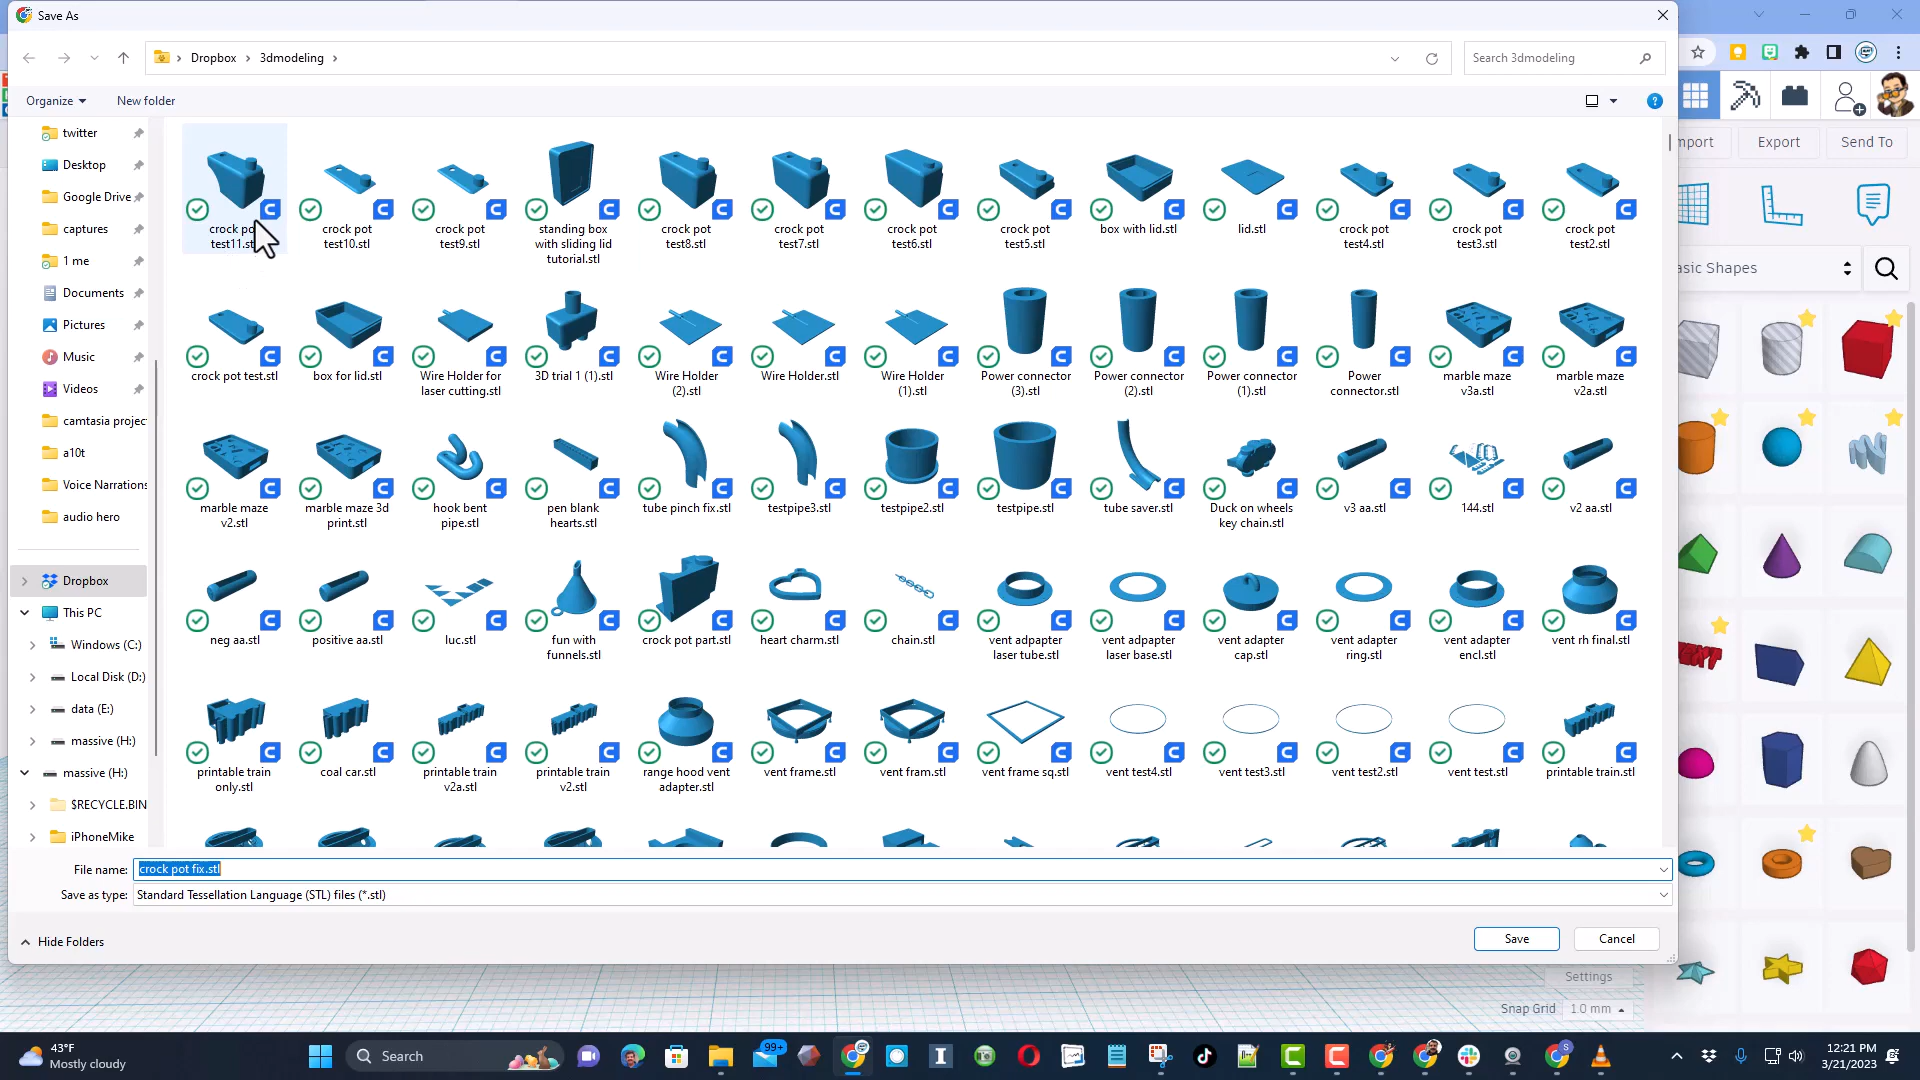 Save As
Dropbox
3dmodeling
Search 3dmodeling
Organize
New folder
Import
Export
Send To
twitter
Desktop
Google Drive
captures
1 me
Documents
Pictures
Music
Videos
camtasia projec
a10t
Voice Narrations
audio hero
Dropbox
This PC
Windows (C:)
Local Disk (D:)
data (E:)
massive (H:)
massive (H:)
$RECYCLE.BIN
iPhoneMike
crock pot
test10.stl
crock pot
test9.stl
standing box
with sliding lid
tutorial.stl
crock pot
test8.stl
crock pot
test7.stl
crock pot
test6.stl
crock pot
test5.stl
box with lid.stl
lid.stl
crock pot
test4.stl
crock pot
test3.stl
crock pot
test2.stl
crock pot test.stl
box for lid.stl
Wire Holder for
laser cutting.stl
3D trial 1 (1).stl
Wire Holder
(2).stl
Wire Holder.stl
Wire Holder
(1).stl
Power connector
(3).stl
Power connector
(2).stl
Power connector
(1).stl
Power
connector.stl
marble maze
v3a.stl
marble maze
v2a.stl
marble maze
v2.stl
marble maze 3d
print.stl
hook bent
pipe.stl
pen blank
hearts.stl
tube pinch fix.stl
testpipe3.stl
testpipe2.stl
testpipe.stl
tube saver.stl
Duck on wheels
key chain.stl
v3 aa.stl
144.stl
v2 aa.stl
neg aa.stl
positive aa.stl
luc.stl
fun with
funnels.stl
crock pot part.stl
heart charm.stl
chain.stl
vent adpapter
laser tube.stl
vent adpapter
laser base.stl
vent adapter
cap.stl
vent adapter
ring.stl
vent adapter
encl.stl
vent rh final.stl
printable train
only.stl
coal car.stl
printable train
v2a.stl
printable train
v2.stl
range hood vent
adapter.stl
vent frame.stl
vent fram.stl
vent frame sq.stl
vent test4.stl
vent test3.stl
vent test2.stl
vent test.stl
printable train.stl
File name:
crock pot fix.stl
Save as type:
Standard Tessellation Language (STL) files (*.stl)
Hide Folders
Save
Cancel
asic Shapes
Settings
Snap Grid
1.0 mm
43°F
Mostly cloudy
Search
99+
12:21 PM
3/21/2023